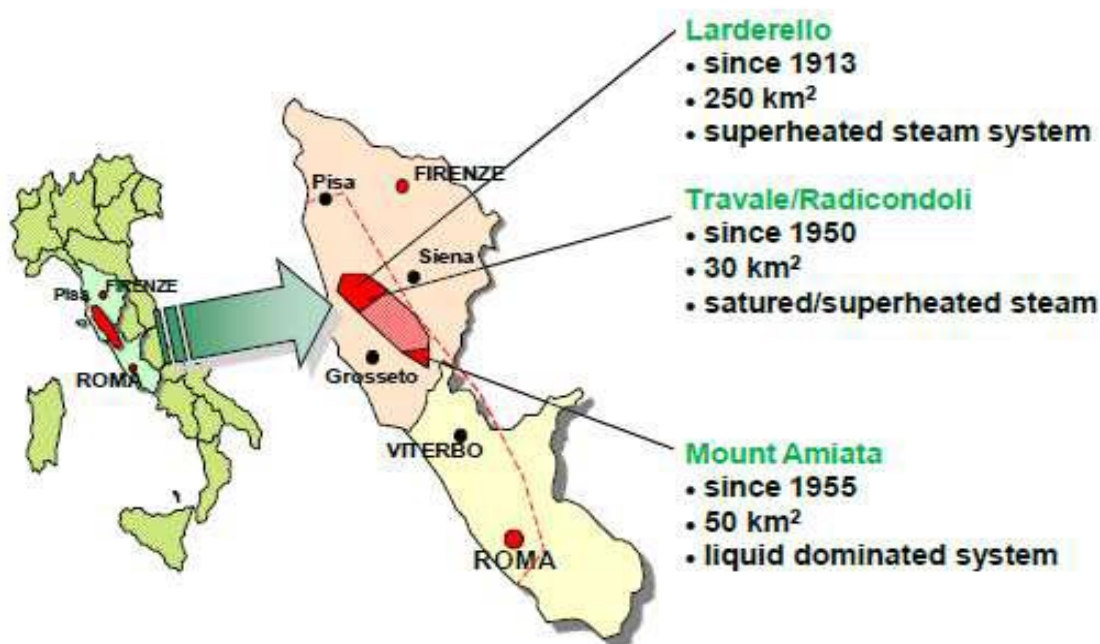 Larderello
• since 1913
• 250 km²
• superheated steam system
Travale/Radicondoli
• since 1950
• 30 km²
• satured/superheated steam
Mount Amiata
• since 1955
• 50 km²
• liquid dominated system
Pisa
FIRENZE
Siena
Grosseto
VITERBO
ROMA
FIRENZE
Pisa
ROMA